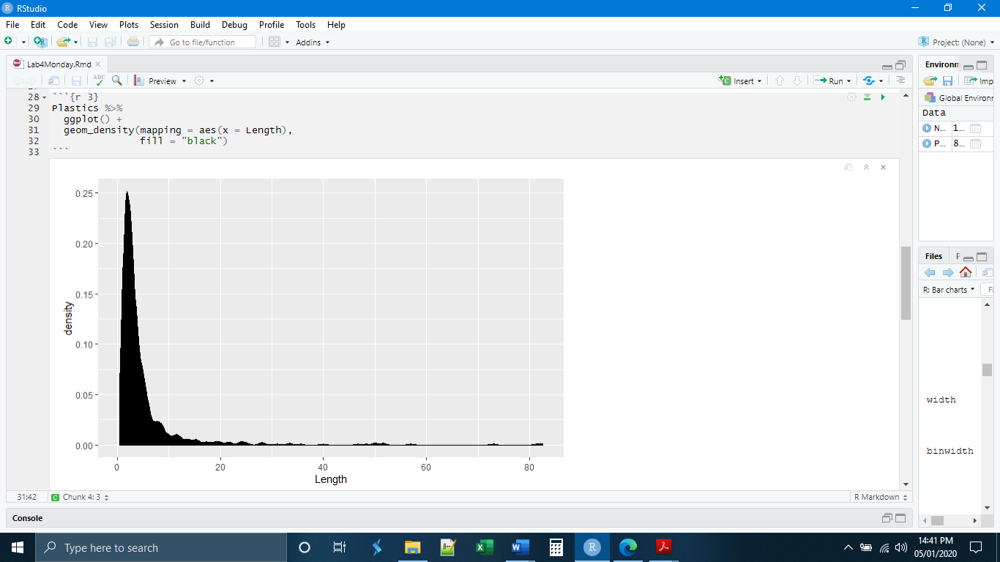 RStudio
File Edit Code View Plots Session Build Debug Profile Tools Help
Go to file/function
Addins
Project: (None)
Lab4Monday.Rmd
ABC
Preview
Insert
Run
28 ```{r 3}
29 Plastics %>%
30 ggplot() +
31 geom_density(mapping = aes(x = Length),
32 fill = "black")
33 ```
0.25
0.20
0.15
0.10
0.05
0.00
density
0 20 40 60 80
Length
31:42
Chunk 4: 3
R Markdown
Console
Environm
Imp
Global Environm
Data
N... 1...
P... 8...
Files
R: Bar charts
Fi
width
binwidth
Type here to search
14:41 PM
05/01/2020